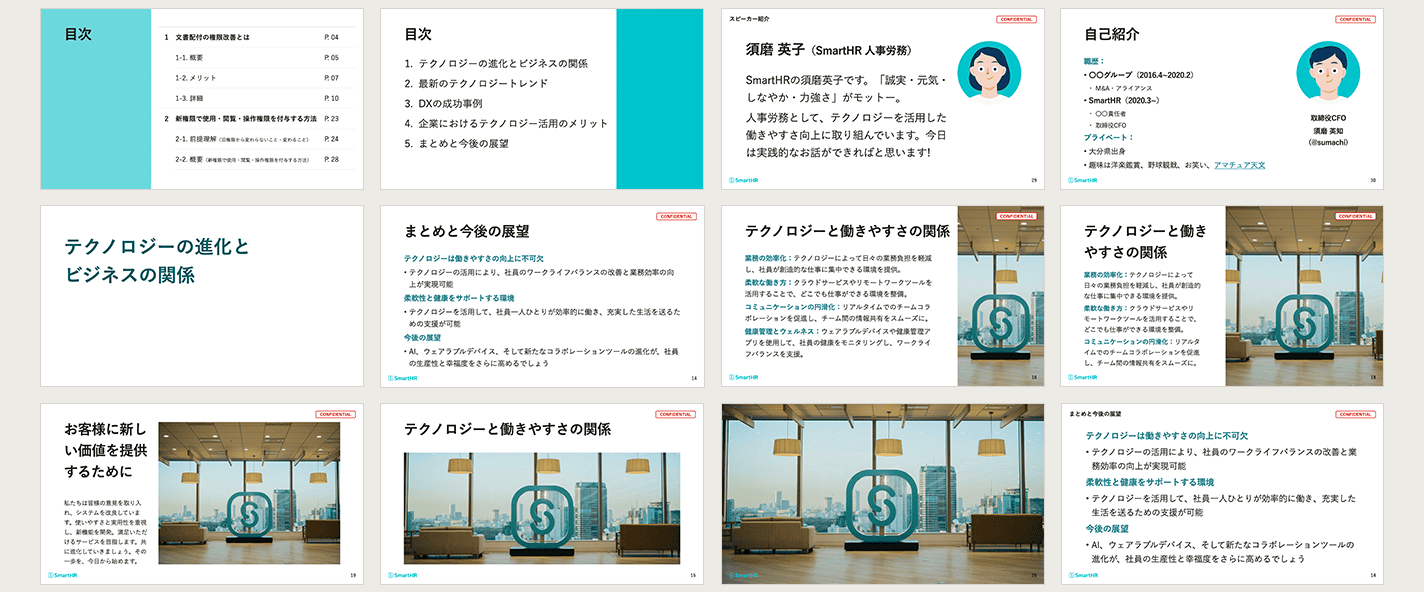 目次
1 文書配付の権限改善とは P. 04
1-1. 概要 P. 05
1-2. メリット P. 07
1-3. 詳細 P. 10
2 新権限で使用・閲覧・操作権限を付与する方法 P. 23
2-1. 前提理解（旧権限から変わらないこと・変わること） P. 24
2-2. 概要（新権限で使用・閲覧・操作権限を付与する方法） P. 28
目次
1. テクノロジーの進化とビジネスの関係
2. 最新のテクノロジートレンド
3. DXの成功事例
4. 企業におけるテクノロジー活用のメリット
5. まとめと今後の展望
スピーカー紹介
CONFIDENTIAL
須磨 英子（SmartHR 人事労務）
SmartHRの須磨英子です。「誠実・元気・
しなやか・力強さ」がモットー。
人事労務として、テクノロジーを活用した
働きやすさ向上に取り組んでいます。今日
は実践的なお話ができればと思います!
SmartHR
29
CONFIDENTIAL
自己紹介
職歴：
• 〇〇グループ（2016.4~2020.2）
・ M&A・アライアンス
• SmartHR（2020.3~）
・ 〇〇責任者
・ 取締役CFO
プライベート：
• 大分県出身
• 趣味は洋楽鑑賞、野球観戦、お笑い、アマチュア天文
取締役CFO
須磨 英知
（@sumachi）
SmartHR
30
テクノロジーの進化と
ビジネスの関係
CONFIDENTIAL
まとめと今後の展望
テクノロジーは働きやすさの向上に不可欠
• テクノロジーの活用により、社員のワークライフバランスの改善と業務効率の向
上が実現可能
柔軟性と健康をサポートする環境
• テクノロジーを活用して、社員一人ひとりが効率的に働き、充実した生活を送るた
めの支援が可能
今後の展望
• AI、ウェアラブルデバイス、そして新たなコラボレーションツールの進化が、社員
の生産性と幸福度をさらに高めるでしょう
SmartHR
14
CONFIDENTIAL
テクノロジーと働きやすさの関係
業務の効率化：テクノロジーによって日々の業務負担を軽減
し、社員が創造的な仕事に集中できる環境を提供。
柔軟な働き方：クラウドサービスやリモートワークツールを
活用することで、どこでも仕事ができる環境を整備。
コミュニケーションの円滑化：リアルタイムでのチームコラ
ボレーションを促進し、チーム間の情報共有をスムーズに。
健康管理とウェルネス：ウェアラブルデバイスや健康管理ア
プリを使用して、社員の健康をモニタリングし、ワークライ
フバランスを支援。
SmartHR
CONFIDENTIAL
テクノロジーと働き
やすさの関係
業務の効率化：テクノロジーによって
日々の業務負担を軽減し、社員が創造的
な仕事に集中できる環境を提供。
柔軟な働き方：クラウドサービスやリ
モートワークツールを活用することで、
どこでも仕事ができる環境を整備。
コミュニケーションの円滑化：リアルタ
イムでのチームコラボレーションを促進
し、チーム間の情報共有をスムーズに。
SmartHR
CONFIDENTIAL
お客様に新し
い価値を提供
するために
私たちは皆様の意見を取り入
れ、システムを改良していま
す。使いやすさと実用性を重視
し、新機能を開発。満足いただ
けるサービスを目指します。共
に進化していきましょう。その
一歩を、今日から始めます。
SmartHR
19
CONFIDENTIAL
テクノロジーと働きやすさの関係
SmartHR
15
SmartHR
まとめと今後の展望
CONFIDENTIAL
テクノロジーは働きやすさの向上に不可欠
• テクノロジーの活用により、社員のワークライフバランスの改善と業
務効率の向上が実現可能
柔軟性と健康をサポートする環境
• テクノロジーを活用して、社員一人ひとりが効率的に働き、充実した
生活を送るための支援が可能
今後の展望
• AI、ウェアラブルデバイス、そして新たなコラボレーションツールの
進化が、社員の生産性と幸福度をさらに高めるでしょう
SmartHR
14